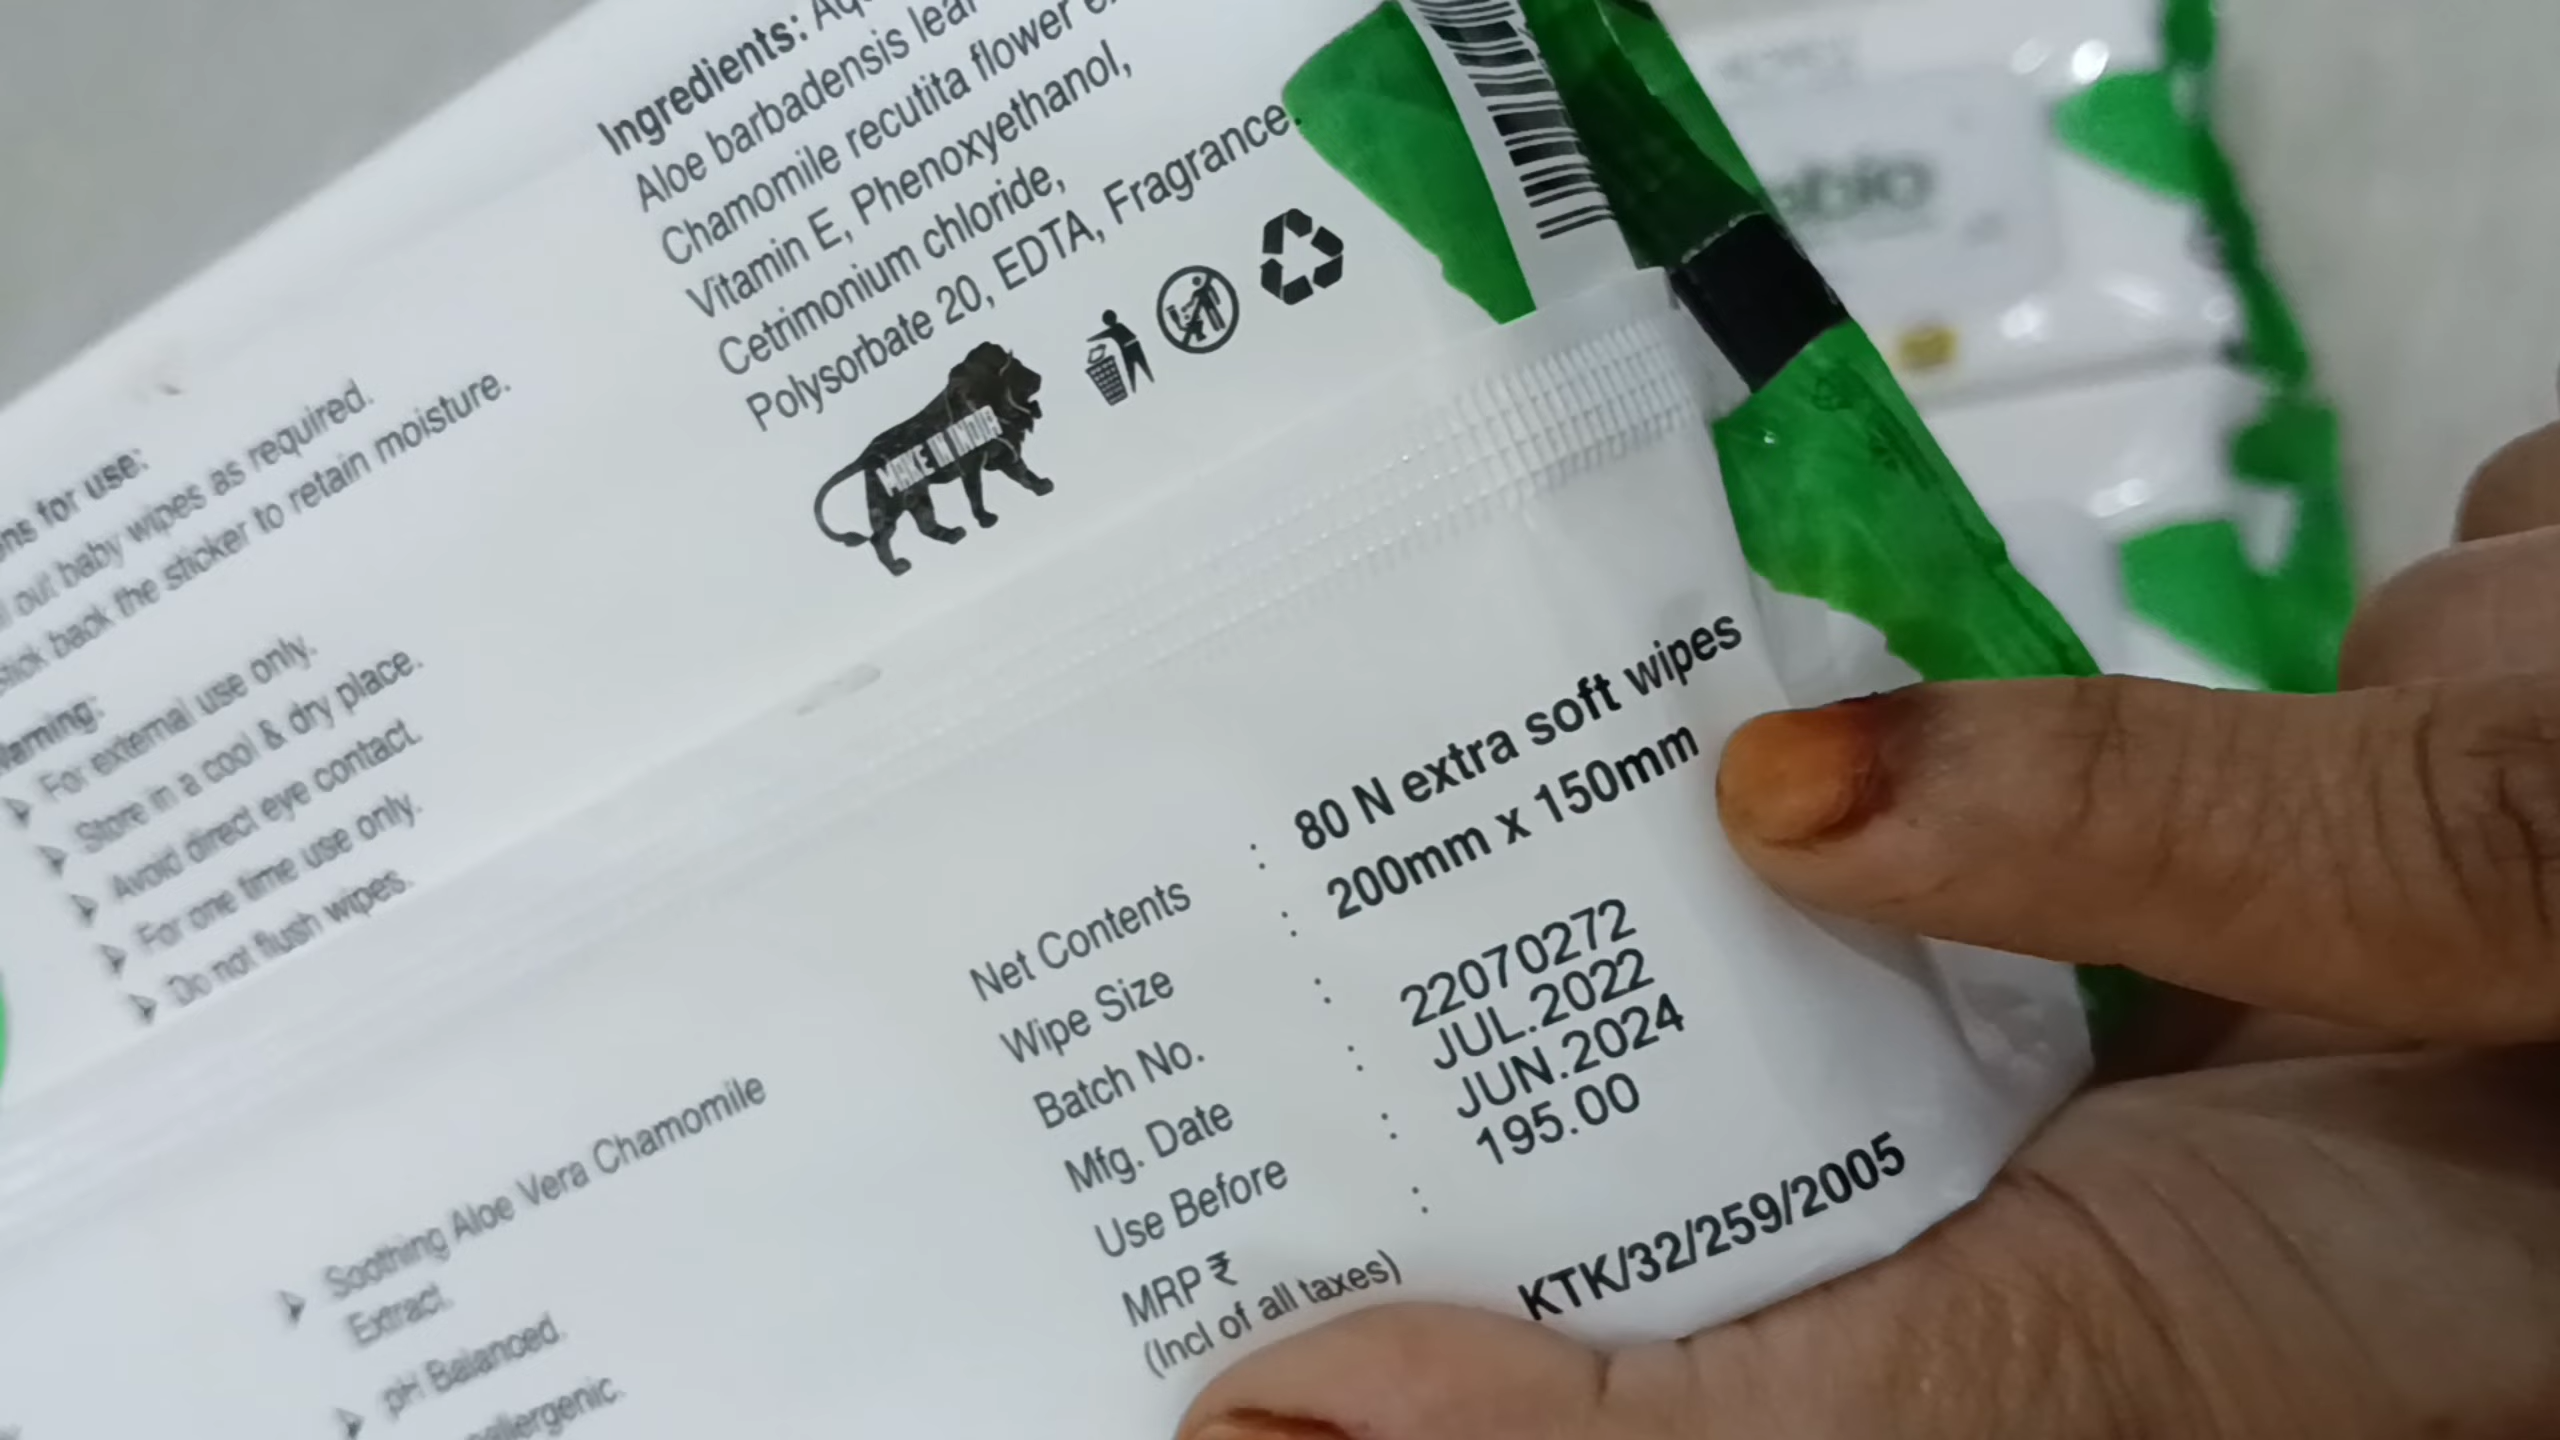 Ingredients:
Aloe barbadensis leaf
Chamomile recutita flower
Vitamin E, Phenoxyethanol,
Cetrimonium chloride,
Polysorbate 20, EDTA, Fragrance.
MAKE IN INDIA
for use:
out baby wipes as required.
back the sticker to retain moisture.
For external use only.
Store in a cool & dry place.
Avoid direct eye contact.
For one time use only.
Do not flush wipes.
Net Contents : 80 N extra soft wipes
Wipe Size : 200mm x 150mm
Batch No. : 22070272
Mfg. Date : JUL.2022
Use Before : JUN.2024
MRP ₹ : 195.00
(Incl of all taxes)
KTK/32/259/2005
Soothing Aloe Vera Chamomile
Extract.
pH Balanced.